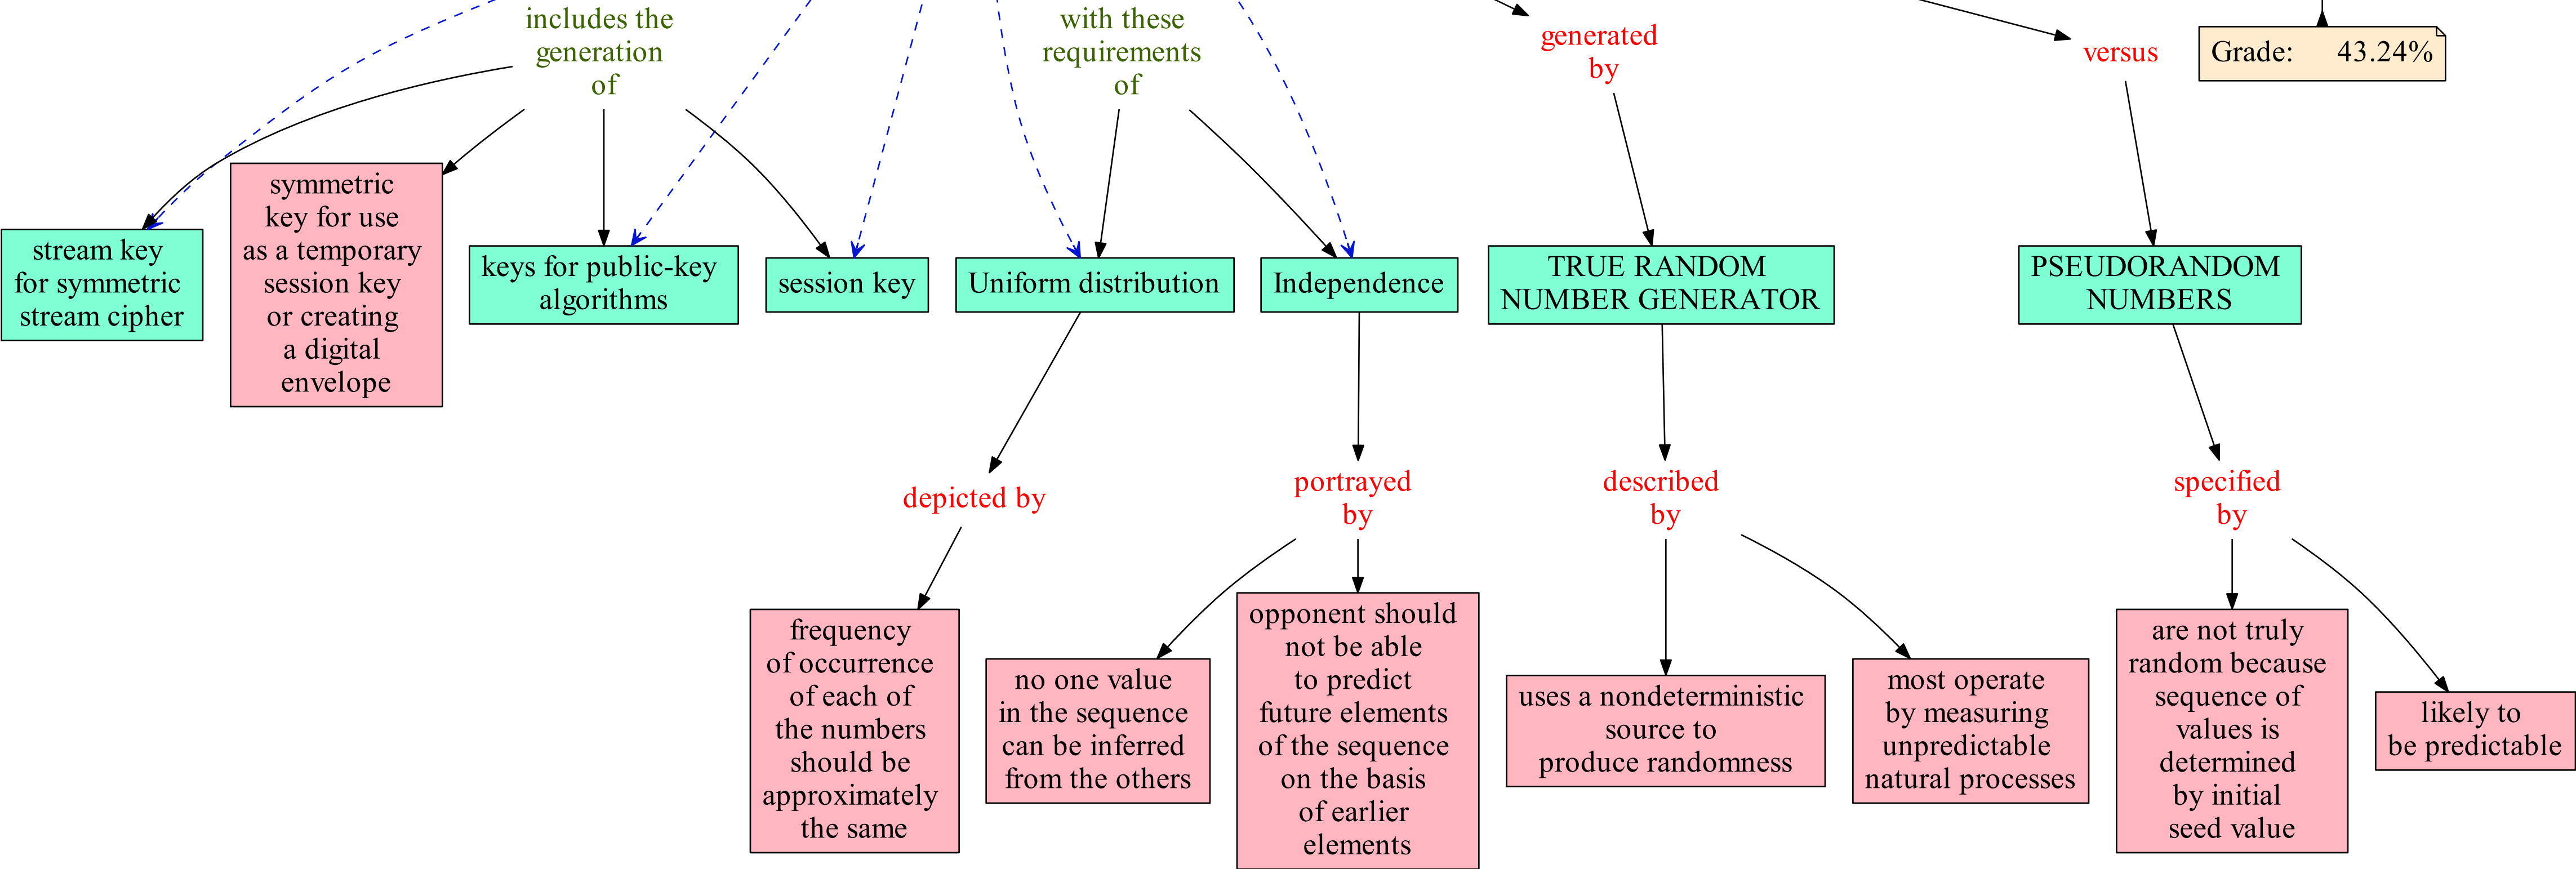 includes the
generation
of
with these
requirements
of
generated
by
versus
Grade: 43.24%
stream key
for symmetric
stream cipher
symmetric
key for use
as a temporary
session key
or creating
a digital
envelope
keys for public-key
algorithms
session key
Uniform distribution
Independence
TRUE RANDOM
NUMBER GENERATOR
PSEUDORANDOM
NUMBERS
depicted by
portrayed
by
described
by
specified
by
frequency
of occurrence
of each of
the numbers
should be
approximately
the same
no one value
in the sequence
can be inferred
from the others
opponent should
not be able
to predict
future elements
of the sequence
on the basis
of earlier
elements
uses a nondeterministic
source to
produce randomness
most operate
by measuring
unpredictable
natural processes
are not truly
random because
sequence of
values is
determined
by initial
seed value
likely to
be predictable